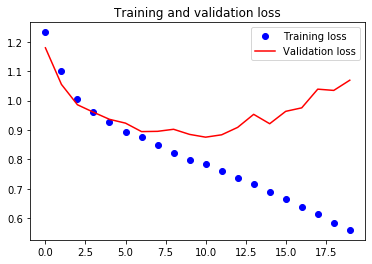 Training and validation loss
Training loss
Validation loss
1.2
1.1
1.0
0.9
0.8
0.7
0.6
0.0 2.5 5.0 7.5 10.0 12.5 15.0 17.5